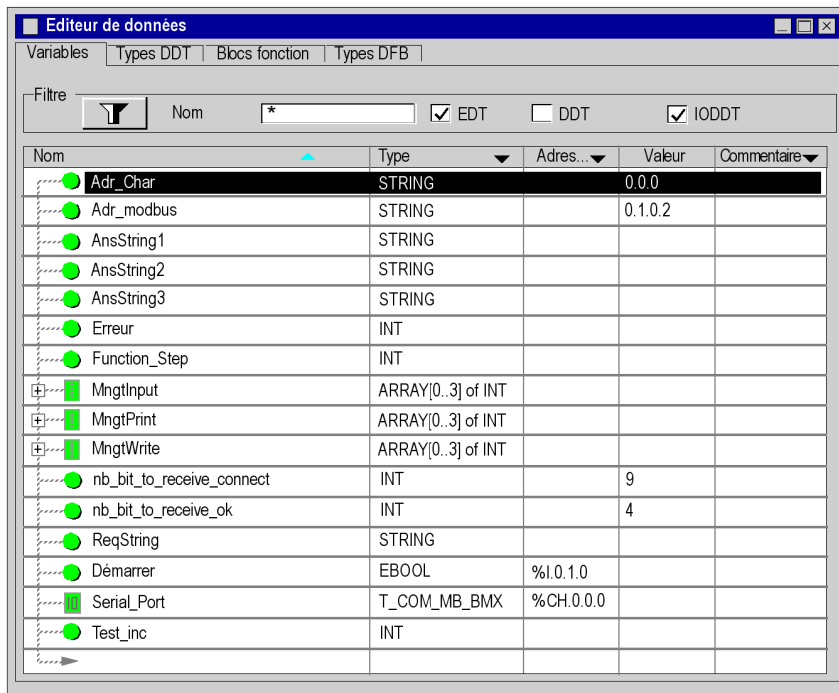 Editeur de données
Variables Types DDT Blocs fonction Types DFB
Filtre
Nom * EDT DDT IODDT
Nom Type Adres... Valeur Commentaire
Adr_Char STRING 0.0.0
Adr_modbus STRING 0.1.0.2
AnsString1 STRING
AnsString2 STRING
AnsString3 STRING
Erreur INT
Function_Step INT
MngtInput ARRAY[0..3] of INT
MngtPrint ARRAY[0..3] of INT
MngtWrite ARRAY[0..3] of INT
nb_bit_to_receive_connect INT 9
nb_bit_to_receive_ok INT 4
ReqString STRING
Démarrer EBOOL %I.0.1.0
Serial_Port T_COM_MB_BMX %CH.0.0.0
Test_inc INT